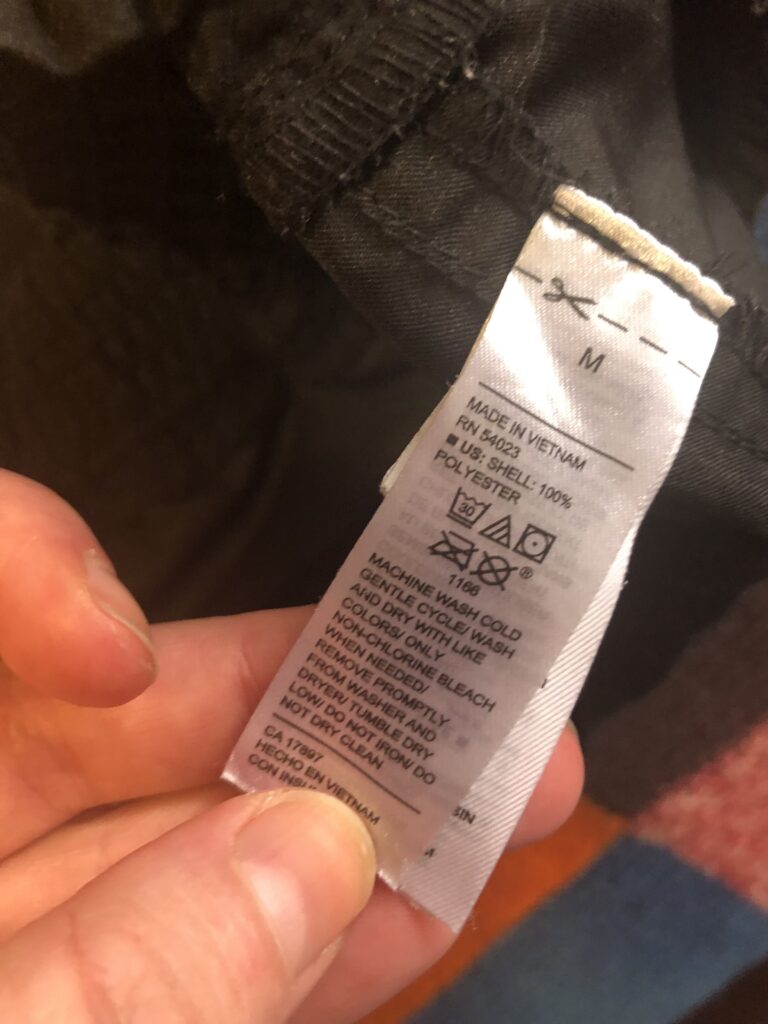 M
MADE IN VIETNAM
RN 54023
■ US: SHELL: 100%
POLYESTER
30
®
1166
MACHINE WASH COLD
GENTLE CYCLE/ WASH
AND DRY WITH LIKE
COLORS/ ONLY
NON-CHLORINE BLEACH
WHEN NEEDED/
REMOVE PROMPTLY
FROM WASHER AND
DRYER/ TUMBLE DRY
LOW/ DO NOT IRON/ DO
NOT DRY CLEAN
CA 17897
HECHO EN VIETNAM
CON